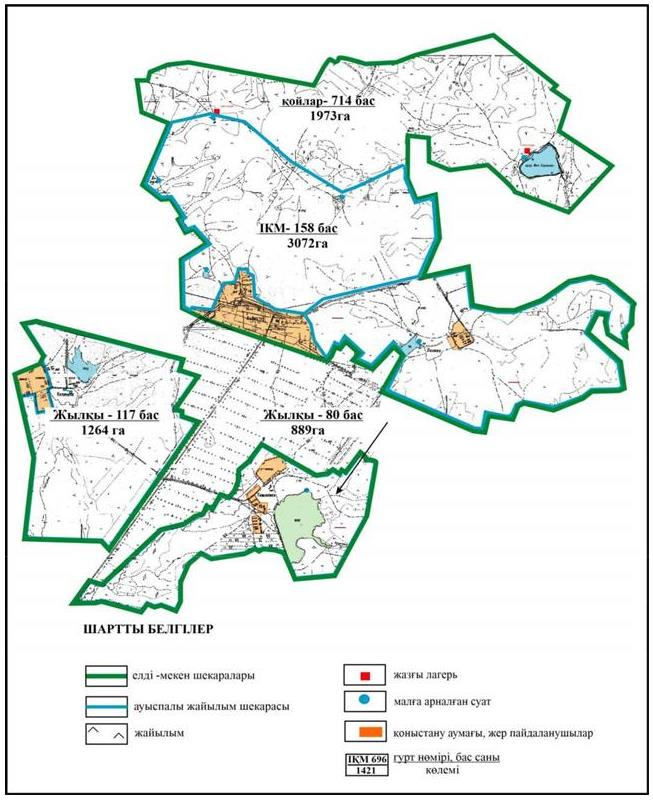 қойлар- 714 бас
1973га
ІКМ- 158 бас
3072га
Жылқы - 117 бас
1264 га
Жылқы - 80 бас
889га
ШАРТТЫ БЕЛГІЛЕР
елді -мекен шекаралары
ауыспалы жайылым шекарасы
жайылым
жазғы лагерь
малға арналған суат
қоныстану аумағы, жер пайдаланушылар
ІКМ 696
1421
гурт нөмірі, бас саны
көлемі